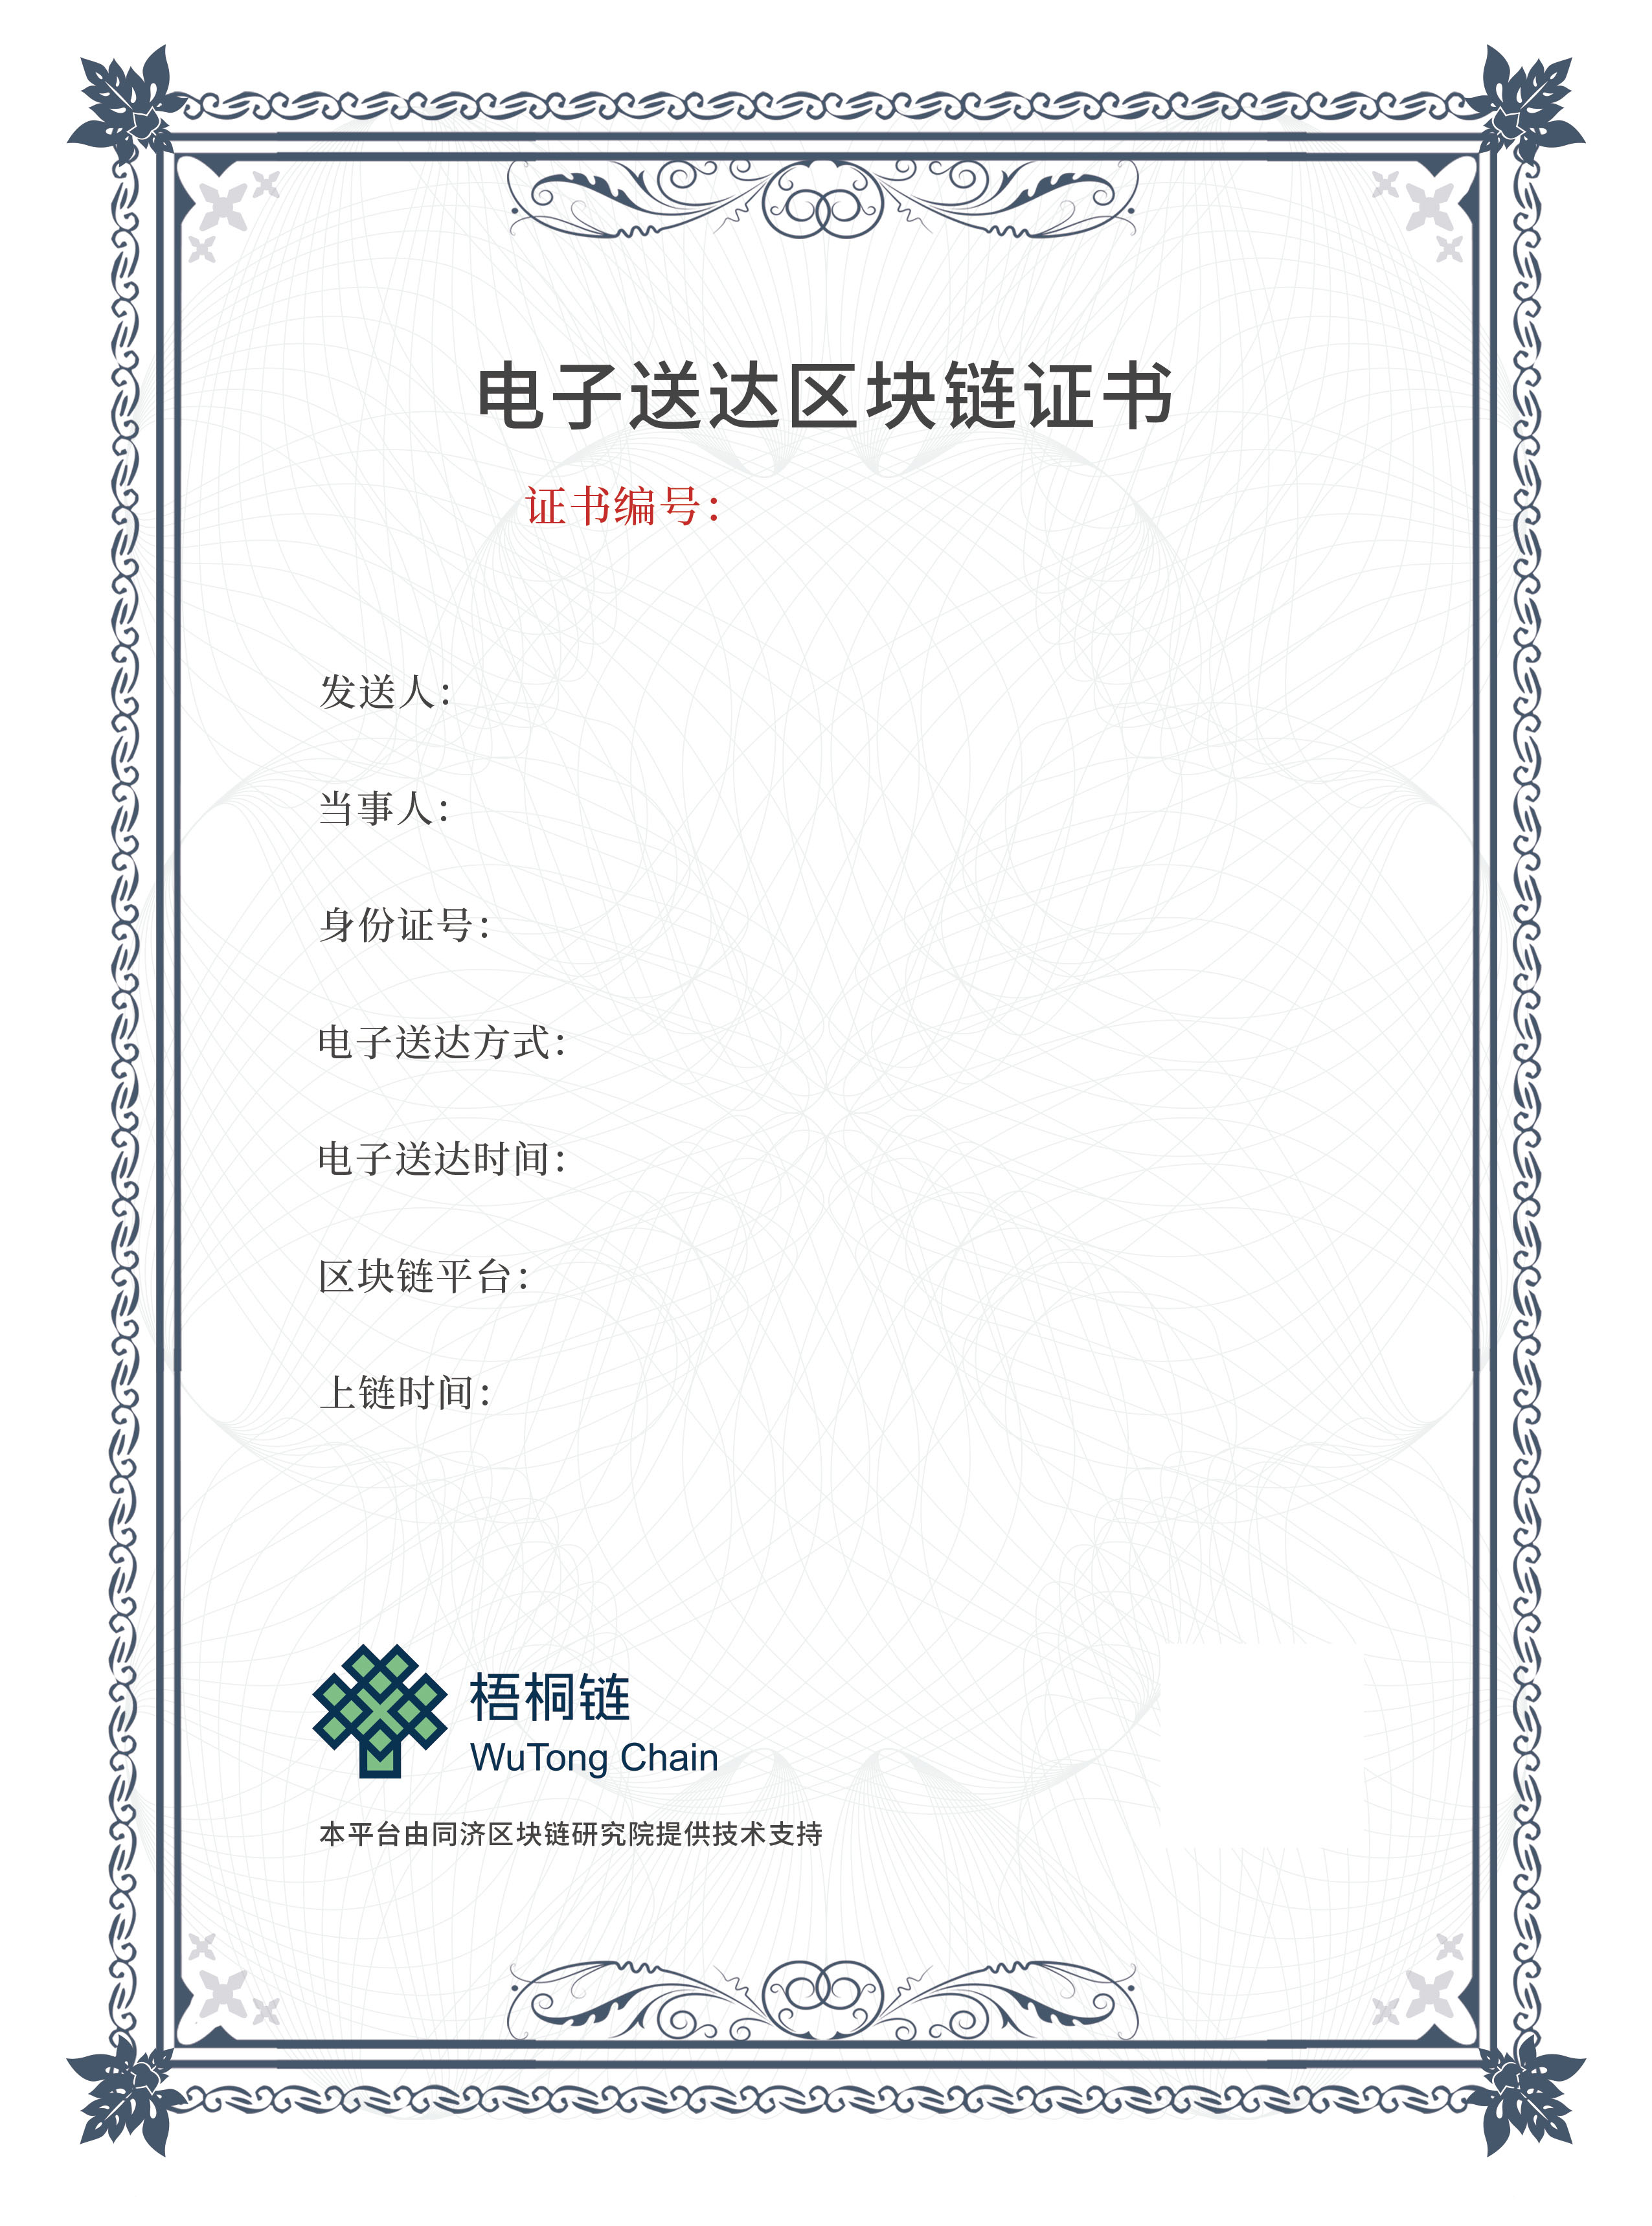 电子送达区块链证书
证书编号：
发送人：
当事人：
身份证号：
电子送达方式：
电子送达时间：
区块链平台：
上链时间：
梧桐链
WuTong Chain
本平台由同济区块链研究院提供技术支持